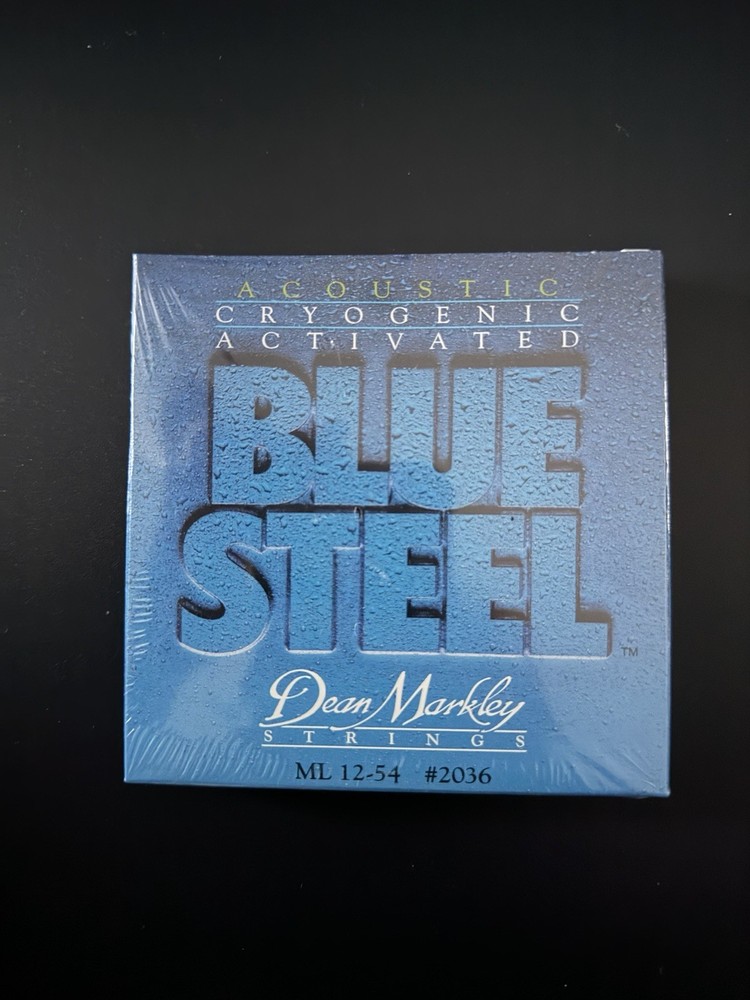 ACOUSTIC
CRYOGENIC
ACTIVATED
BLUE
STEEL
TM
Dean Markley
STRINGS
ML 12-54 #2036